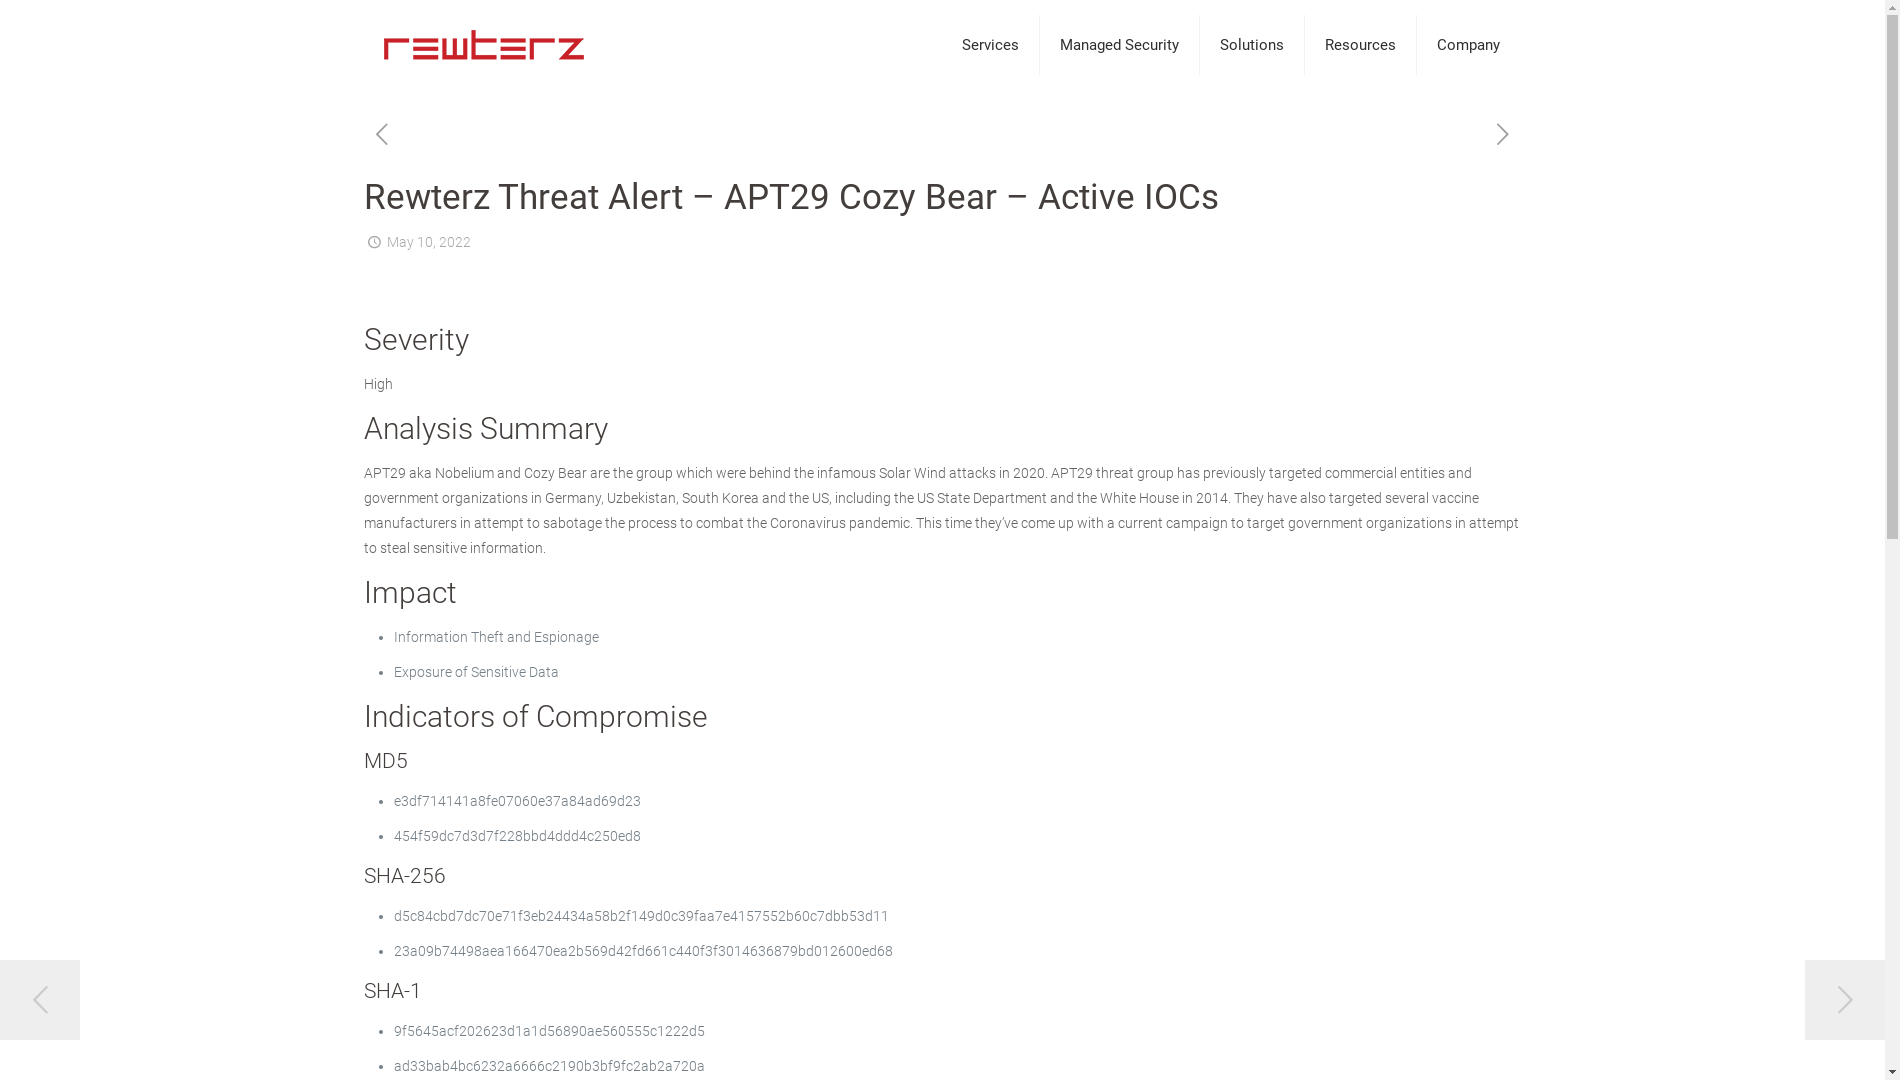 rewterz
Services
Managed Security
Solutions
Resources
Company
Rewterz Threat Alert – APT29 Cozy Bear – Active IOCs
May 10, 2022
Severity
High
Analysis Summary
APT29 aka Nobelium and Cozy Bear are the group which were behind the infamous Solar Wind attacks in 2020. APT29 threat group has previously targeted commercial entities and
government organizations in Germany, Uzbekistan, South Korea and the US, including the US State Department and the White House in 2014. They have also targeted several vaccine
manufacturers in attempt to sabotage the process to combat the Coronavirus pandemic. This time they’ve come up with a current campaign to target government organizations in attempt
to steal sensitive information.
Impact
• Information Theft and Espionage
• Exposure of Sensitive Data
Indicators of Compromise
MD5
• e3df714141a8fe07060e37a84ad69d23
• 454f59dc7d3d7f228bbd4ddd4c250ed8
SHA-256
• d5c84cbd7dc70e71f3eb24434a58b2f149d0c39faa7e4157552b60c7dbb53d11
• 23a09b74498aea166470ea2b569d42fd661c440f3f3014636879bd012600ed68
SHA-1
• 9f5645acf202623d1a1d56890ae560555c1222d5
• ad33bab4bc6232a6666c2190b3bf9fc2ab2a720a